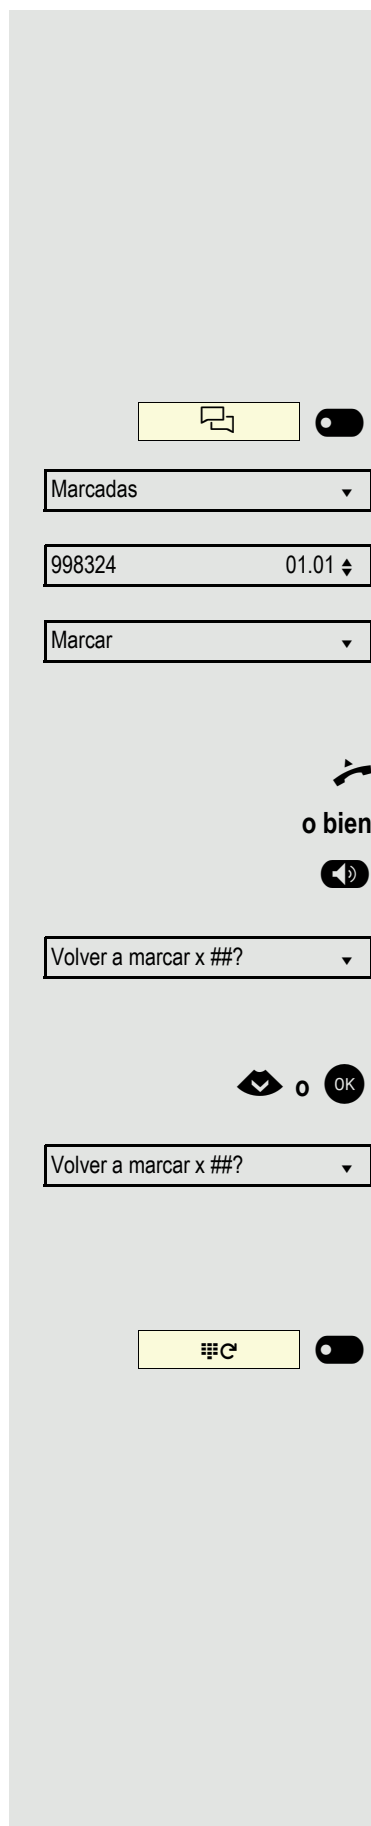 Marcadas
998324 01.01
Marcar
o bien
Volver a marcar x ##?
o OK
Volver a marcar x ##?